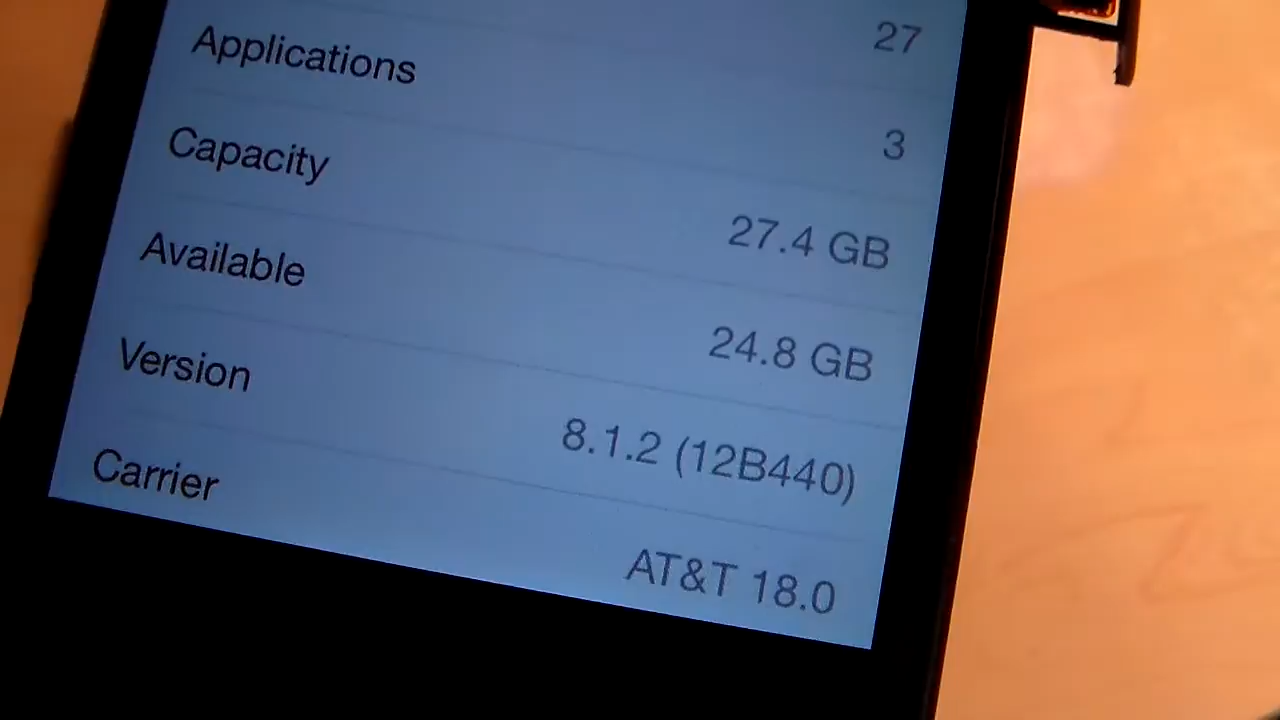 27
Applications 3
Capacity 27.4 GB
Available 24.8 GB
Version 8.1.2 (12B440)
Carrier AT&T 18.0